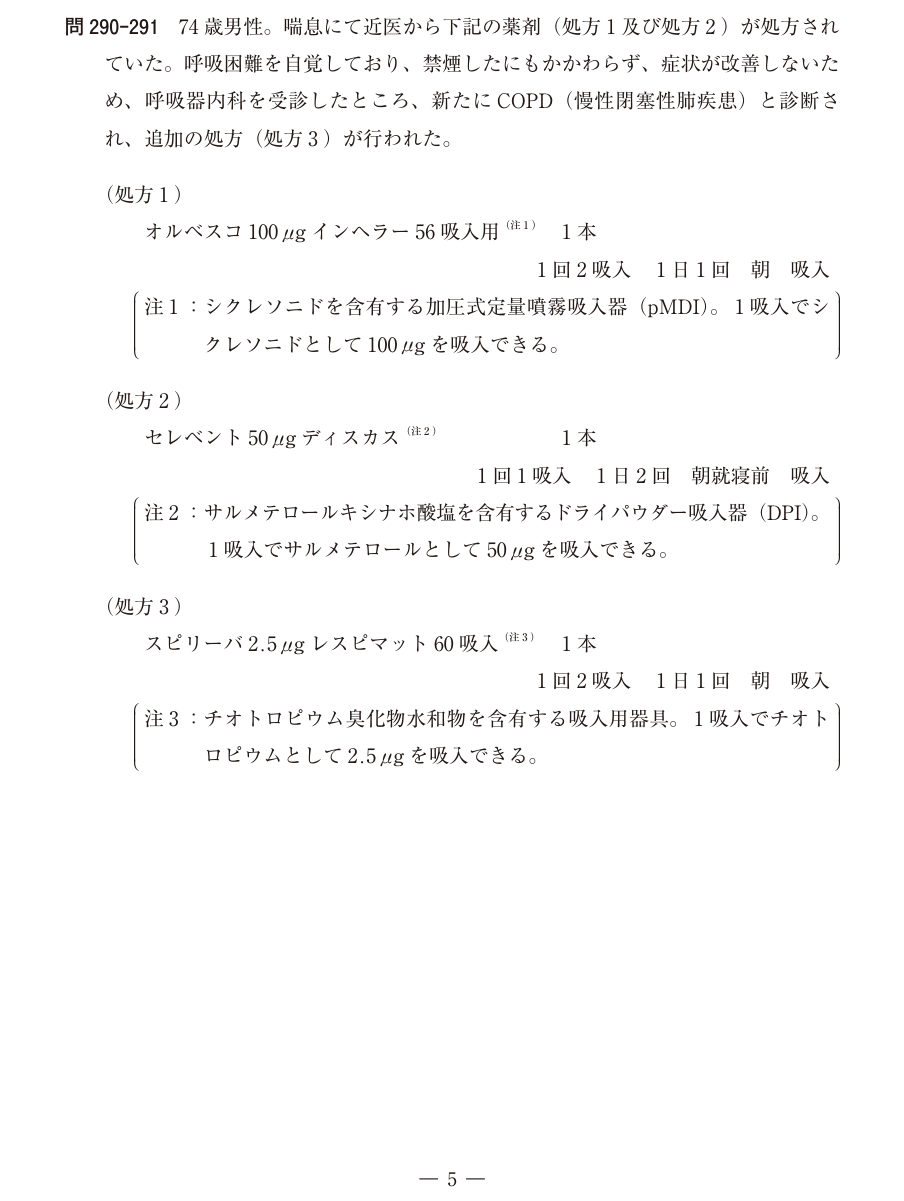 問 290-291　74 歳男性。喘息にて近医から下記の薬剤（処方１及び処方２）が処方され
ていた。呼吸困難を自覚しており、禁煙したにもかかわらず、症状が改善しないた
め、呼吸器内科を受診したところ、新たに COPD（慢性閉塞性肺疾患）と診断さ
れ、追加の処方（処方３）が行われた。
（処方１）
オルベスコ 100 μg インヘラー 56 吸入用（注１）　１本
１回２吸入　１日１回　朝　吸入
注１：シクレソニドを含有する加圧式定量噴霧吸入器（pMDI）。１吸入でシ
クレソニドとして 100 μg を吸入できる。
（処方２）
セレベント 50 μg ディスカス（注２）　１本
１回１吸入　１日２回　朝就寝前　吸入
注２：サルメテロールキシナホ酸塩を含有するドライパウダー吸入器（DPI）。
１吸入でサルメテロールとして 50 μg を吸入できる。
（処方３）
スピリーバ 2.5 μg レスピマット 60 吸入（注３）　１本
１回２吸入　１日１回　朝　吸入
注３：チオトロピウム臭化物水和物を含有する吸入用器具。１吸入でチオト
ロピウムとして 2.5 μg を吸入できる。
― 5 ―